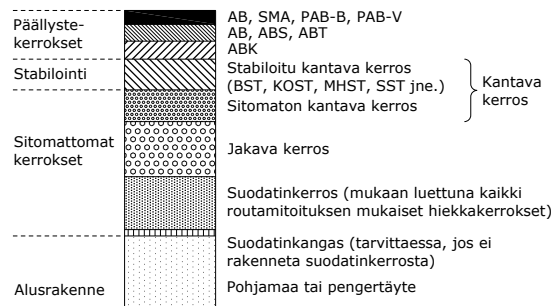 Päällyste-
kerrokset
AB, SMA, PAB-B, PAB-V
AB, ABS, ABT
ABK
Stabilointi
Stabiloitu kantava kerros
(BST, KOST, MHST, SST jne.)
Sitomaton kantava kerros
Kantava
kerros
Sitomattomat
kerrokset
Jakava kerros
Suodatinkerros (mukaan luettuna kaikki
routamitoituksen mukaiset hiekkakerrokset)
Suodatinkangas (tarvittaessa, jos ei
rakenneta suodatinkerrosta)
Alusrakenne
Pohjamaa tai pengertäyte